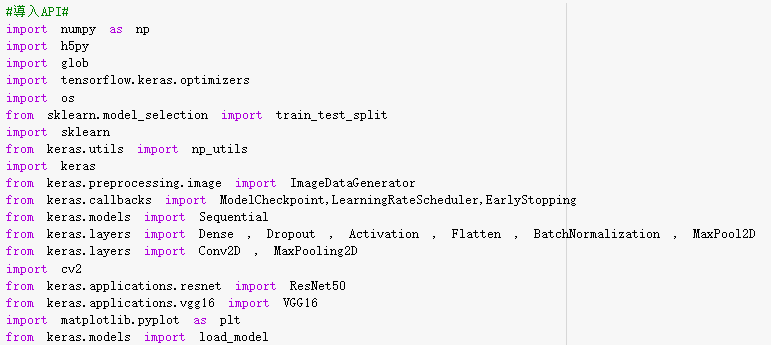 #導入API#
import numpy as np
import h5py
import glob
import tensorflow.keras.optimizers
import os
from sklearn.model_selection import train_test_split
import sklearn
from keras.utils import np_utils
import keras
from keras.preprocessing.image import ImageDataGenerator
from keras.callbacks import ModelCheckpoint,LearningRateScheduler,EarlyStopping
from keras.models import Sequential
from keras.layers import Dense , Dropout , Activation , Flatten , BatchNormalization , MaxPool2D
from keras.layers import Conv2D , MaxPooling2D
import cv2
from keras.applications.resnet import ResNet50
from keras.applications.vgg16 import VGG16
import matplotlib.pyplot as plt
from keras.models import load_model